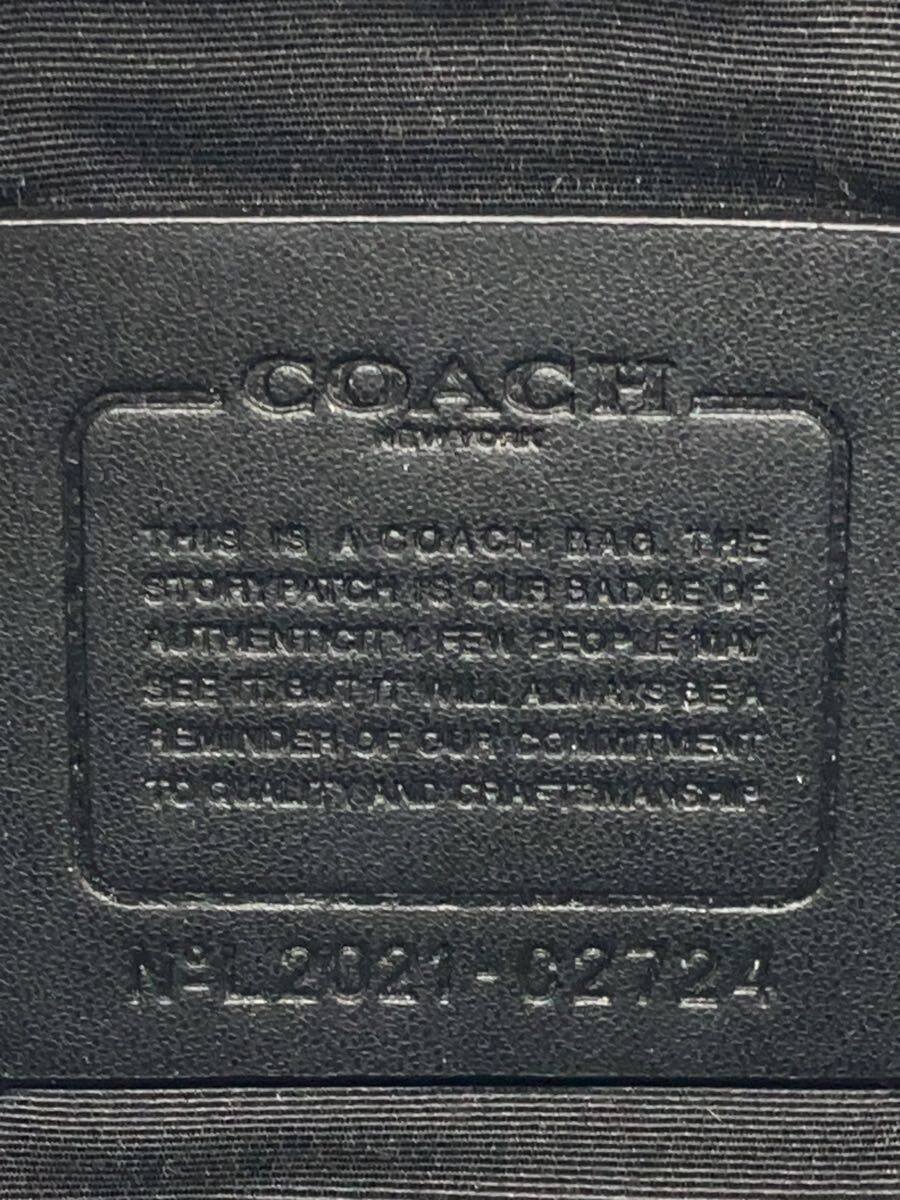 COACH
NEW YORK
THIS IS A COACH BAG. THE
STORYPATCH IS OUR BADGE OF
AUTHENTICITY. FEW PEOPLE MAY
SEE IT. BUT IT WILL ALWAYS BE A
REMINDER OF OUR COMMITMENT
TO QUALITY AND CRAFTSMANSHIP.
Nº L2021-C2724